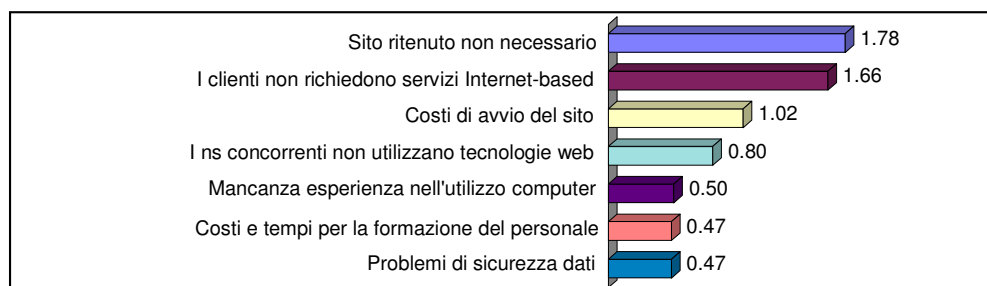 Sito ritenuto non necessario 1.78
I clienti non richiedono servizi Internet-based 1.66
Costi di avvio del sito 1.02
I ns concorrenti non utilizzano tecnologie web 0.80
Mancanza esperienza nell'utilizzo computer 0.50
Costi e tempi per la formazione del personale 0.47
Problemi di sicurezza dati 0.47